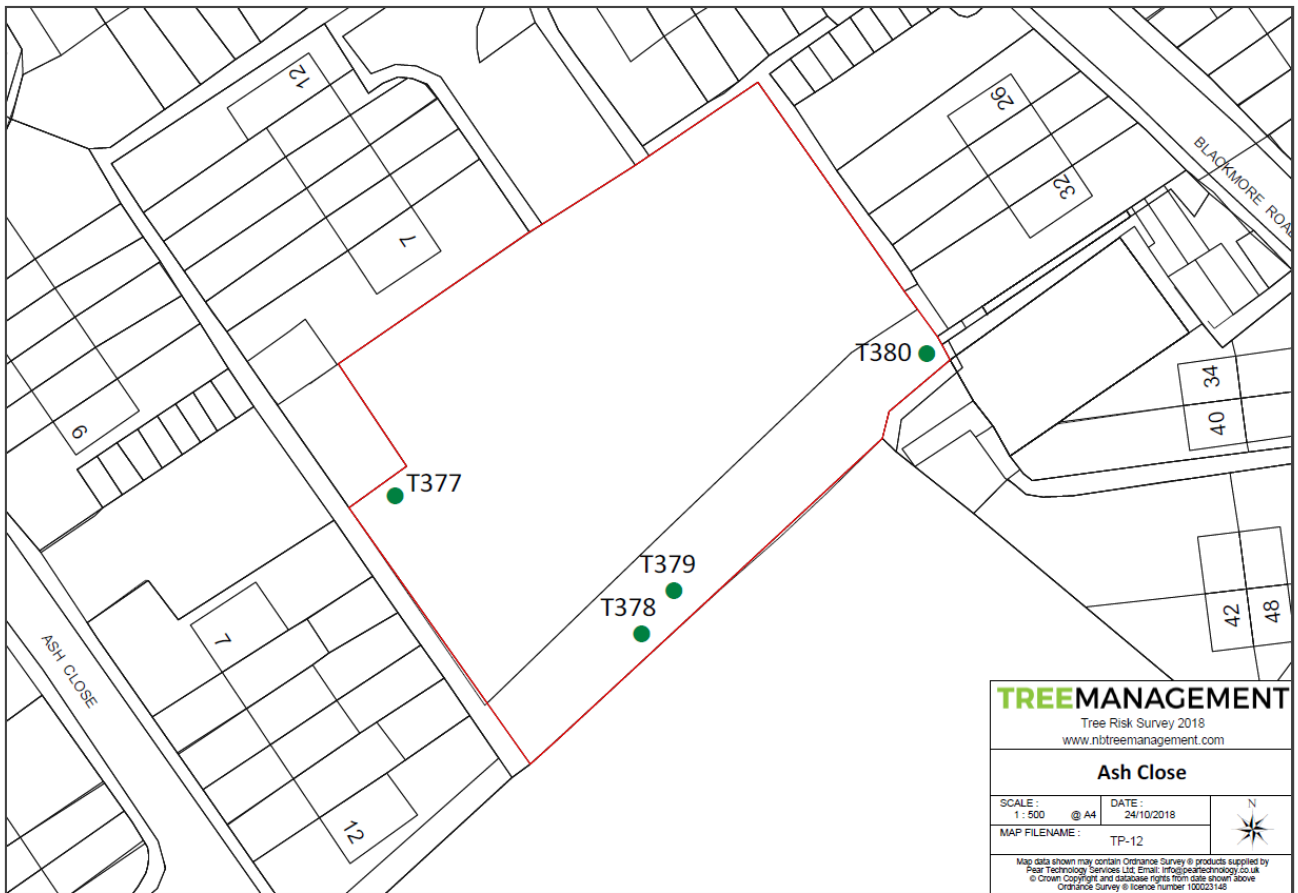 12
26
BLACKMORE ROAD
32
7
T380
34
40
6
T377
T379
T378
42
48
7
ASH CLOSE
12
TREEMANAGEMENT
Tree Risk Survey 2018
www.nbtreemanagement.com
Ash Close
SCALE :
1 : 500 @ A4
DATE :
24/10/2018
N
MAP FILENAME :
TP-12
Map data shown may contain Ordnance Survey ® products supplied by
Pear Technology Services Ltd; Email: info@peartechnology.co.uk
© Crown Copyright and database rights from date shown above
Ordnance Survey ® licence number 100023148